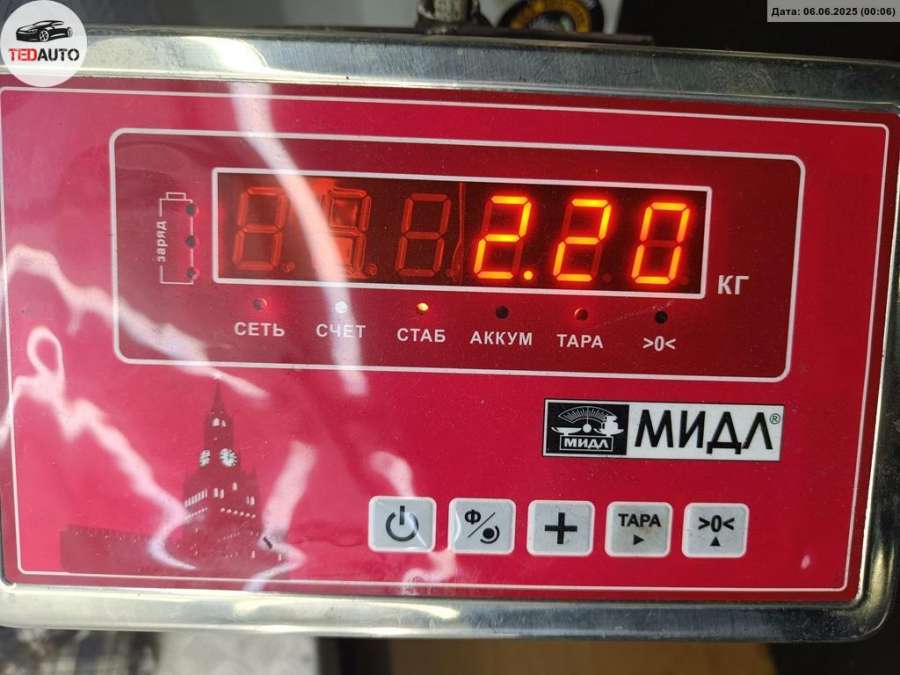 TEDAUTO
Дата: 06.06.2025 (00:06)
заряд
2.20
КГ
СЕТЬ СЧЁТ СТАБ АККУМ ТАРА >0<
МИДЛ МИДЛ®
Ф/ + ТАРА >0<